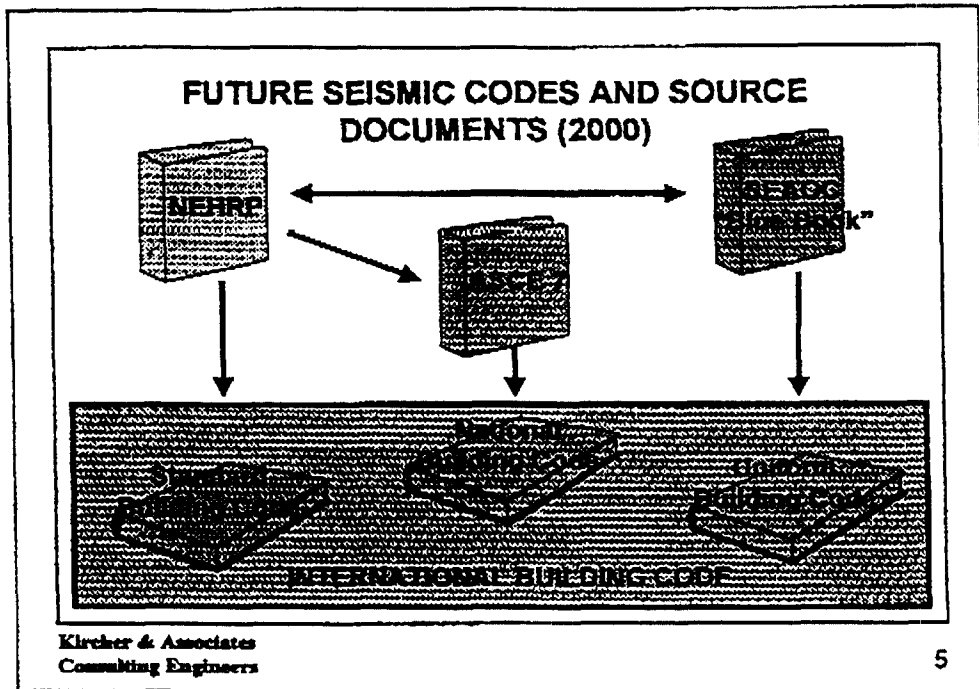 FUTURE SEISMIC CODES AND SOURCE
DOCUMENTS (2000)
NEHRP
SEAOC
"Blue Book"
ASCE 7
National
Building Code
Standard
Building Code
Uniform
Building Code
INTERNATIONAL BUILDING CODE
Kircher & Associates
Consulting Engineers
5